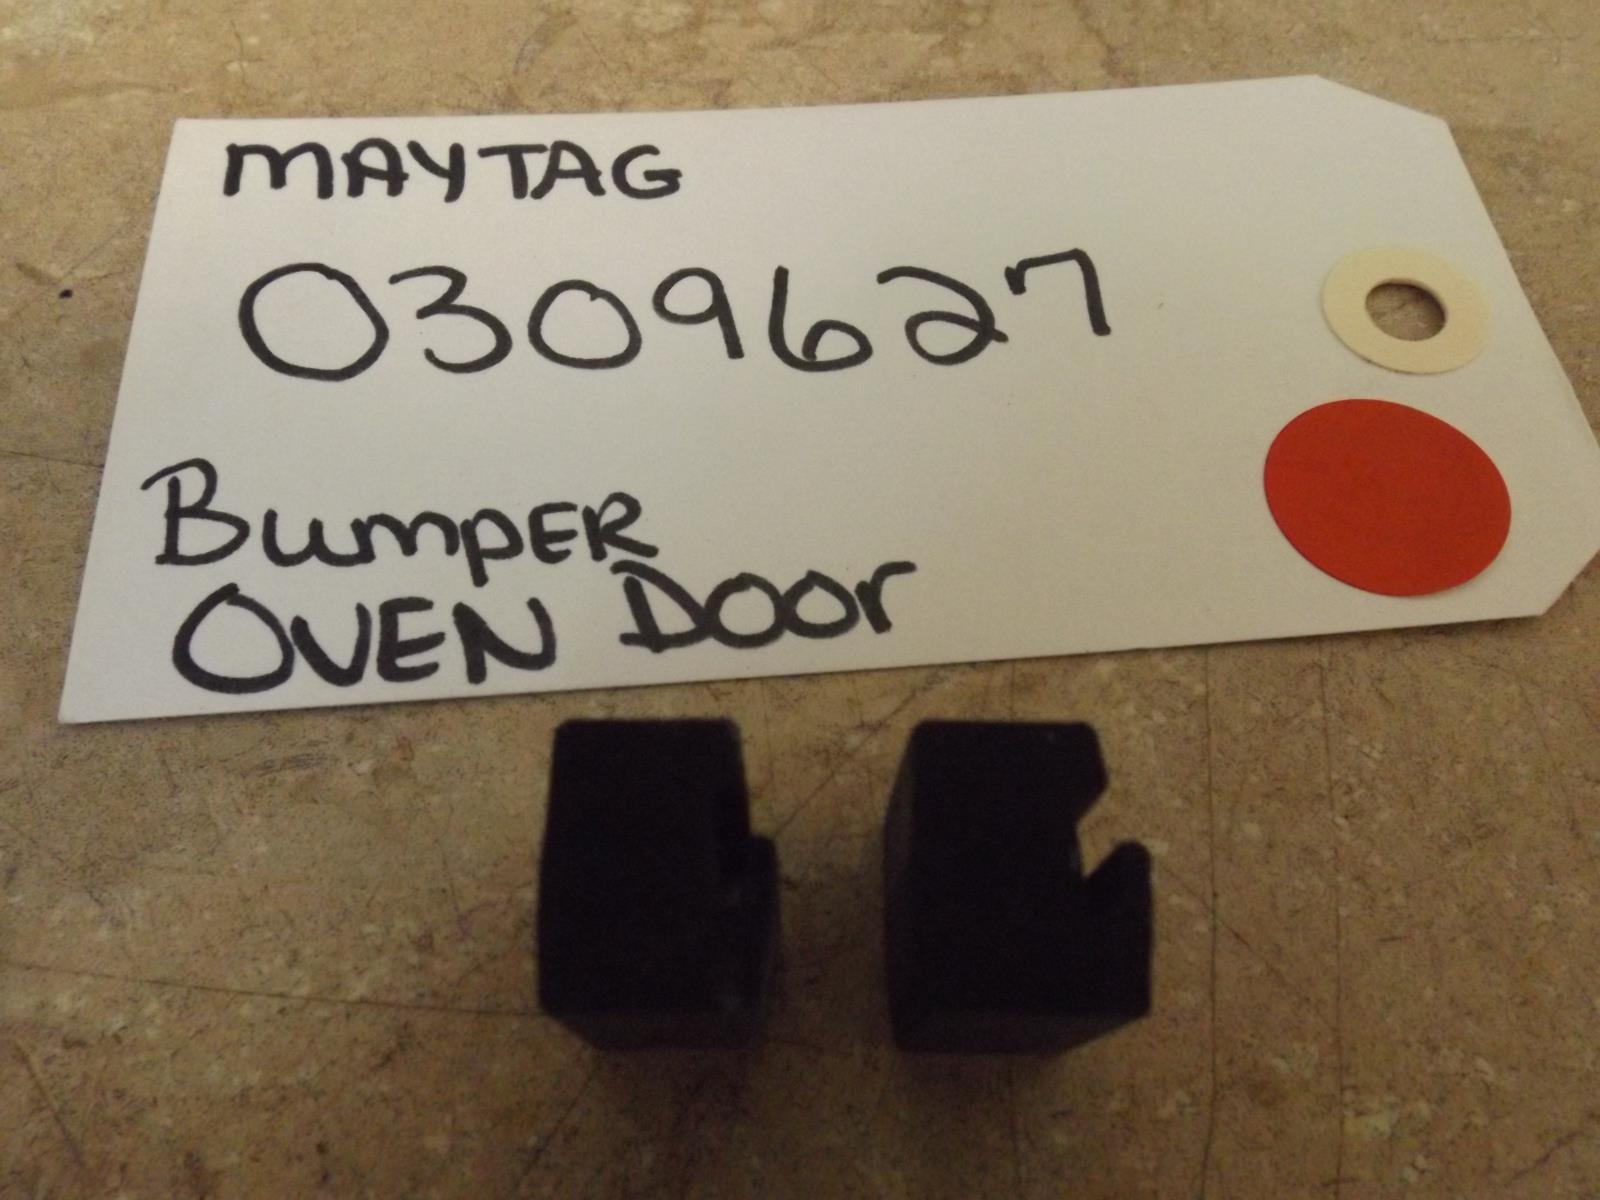 MAYTAG
0309627
BumpER
OVEN DOOr